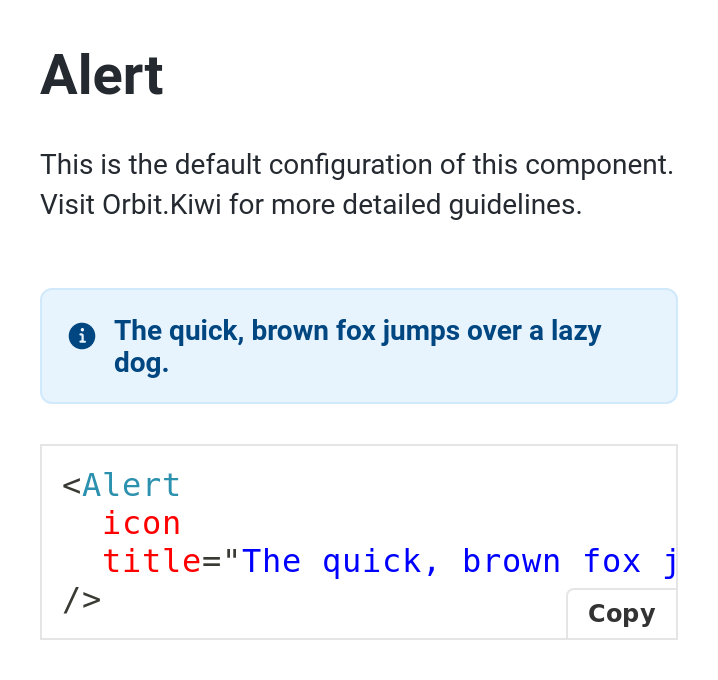 Alert
This is the default configuration of this component.
Visit Orbit.Kiwi for more detailed guidelines.
The quick, brown fox jumps over a lazy
dog.
<Alert
  icon
  title="The quick, brown fox j
/>
Copy